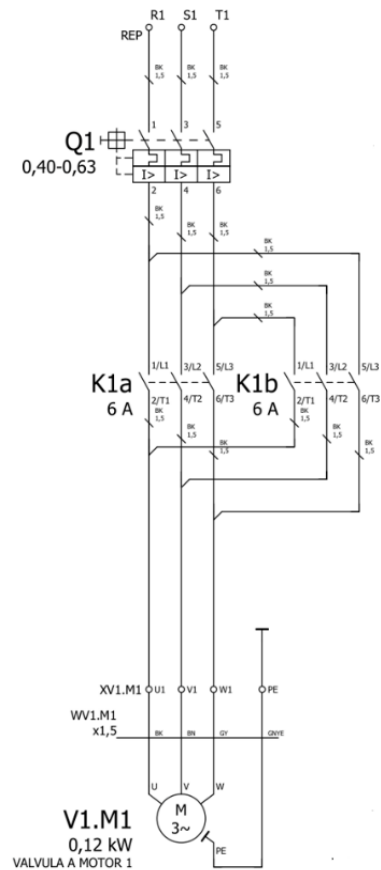 R1 S1 T1
REP
BK 1,5 BK 1,5 BK 1,5
1 3 5
Q1
0,40-0,63
I> I> I>
2 4 6
BK 1,5 BK 1,5 BK 1,5
BK 1,5
BK 1,5
BK 1,5
1/L1 3/L2 5/L3 1/L1 3/L2 5/L3
K1a K1b
6 A 6 A
2/T1 4/T2 6/T3 2/T1 4/T2 6/T3
BK 1,5 BK 1,5 BK 1,5 BK 1,5 BK 1,5 BK 1,5
XV1.M1 U1 V1 W1 PE
WV1.M1
x1,5
BK BN GY GNYE
U V W
V1.M1 M
3~
0,12 kW PE
VALVULA A MOTOR 1